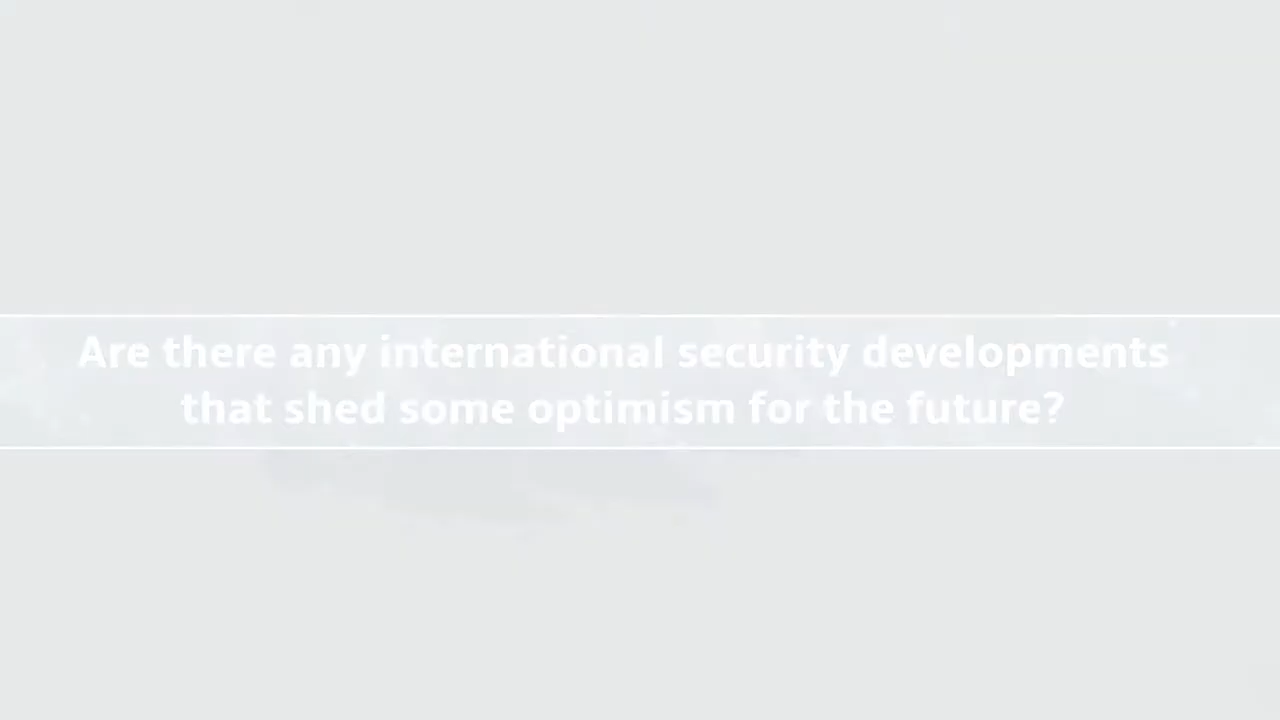 Are there any international security developments
that shed some optimism for the future?